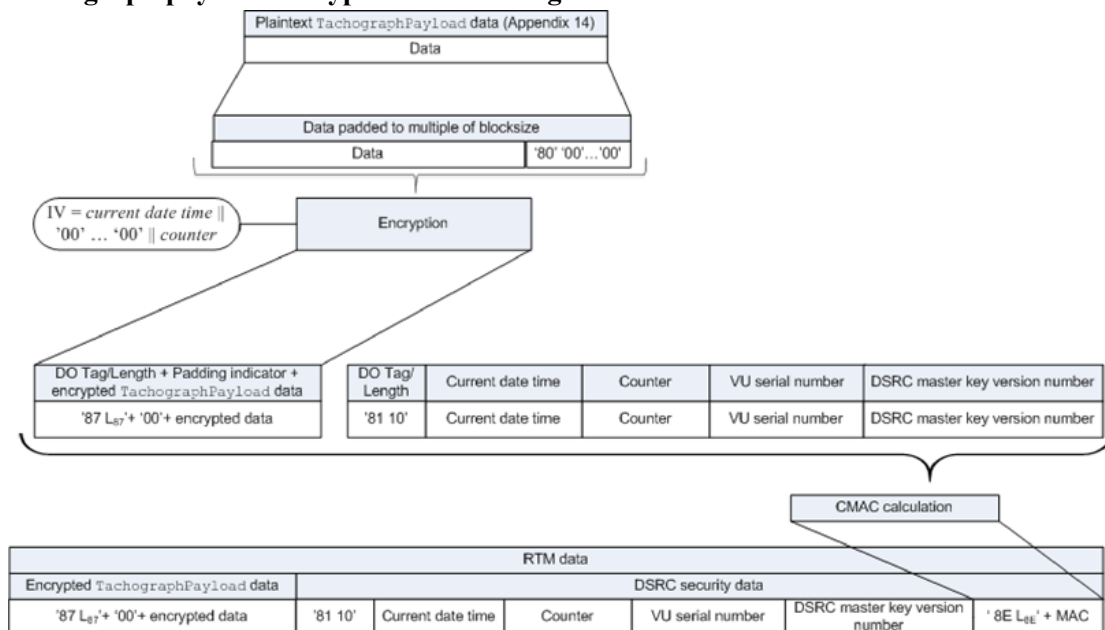 Plaintext TachographPayload data (Appendix 14)
Data
Data padded to multiple of blocksize
Data '80' '00'…'00'
IV = current date time ||
'00' … '00' || counter
Encryption
DO Tag/Length + Padding indicator +
encrypted TachographPayload data
DO Tag/
Length
Current date time Counter VU serial number DSRC master key version number
'87 L87'+ '00'+ encrypted data '81 10' Current date time Counter VU serial number DSRC master key version number
CMAC calculation
RTM data
Encrypted TachographPayload data DSRC security data
'87 L87'+ '00'+ encrypted data '81 10' Current date time Counter VU serial number DSRC master key version
number
' 8E L8E' + MAC